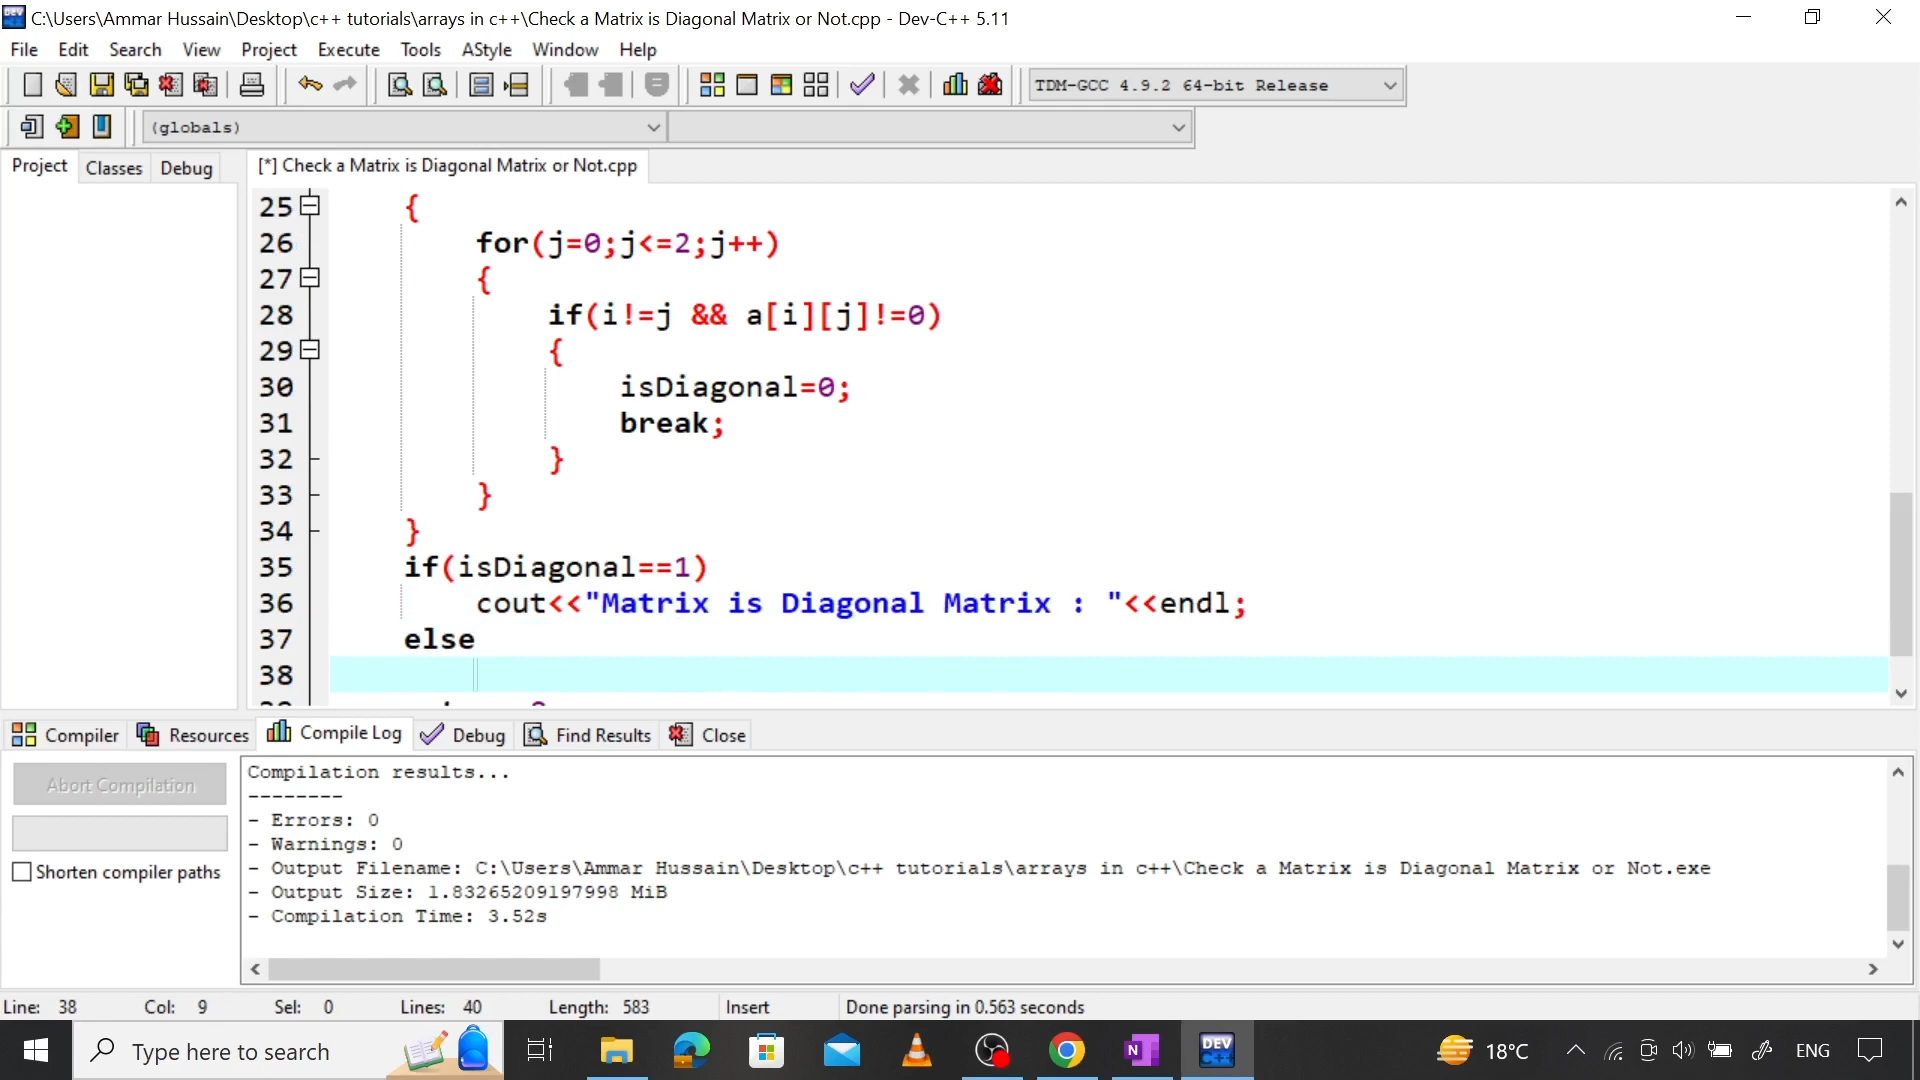 C:\Users\Ammar Hussain\Desktop\c++ tutorials\arrays in c++\Check a Matrix is Diagonal Matrix or Not.cpp - Dev-C++ 5.11
File Edit Search View Project Execute Tools AStyle Window Help
TDM-GCC 4.9.2 64-bit Release
(globals)
Project Classes Debug
[*] Check a Matrix is Diagonal Matrix or Not.cpp
25 {
26 for(j=0;j<=2;j++)
27 {
28 if(i!=j && a[i][j]!=0)
29 {
30 isDiagonal=0;
31 break;
32 }
33 }
34 }
35 if(isDiagonal==1)
36 cout<<"Matrix is Diagonal Matrix : "<<endl;
37 else
38
Compiler Resources Compile Log Debug Find Results Close
Abort Compilation
Shorten compiler paths
Compilation results...
--------
- Errors: 0
- Warnings: 0
- Output Filename: C:\Users\Ammar Hussain\Desktop\c++ tutorials\arrays in c++\Check a Matrix is Diagonal Matrix or Not.exe
- Output Size: 1.83265209197998 MiB
- Compilation Time: 3.52s
Line: 38 Col: 9 Sel: 0 Lines: 40 Length: 583 Insert Done parsing in 0.563 seconds
Type here to search
N
DEV C++
18°C
ENG